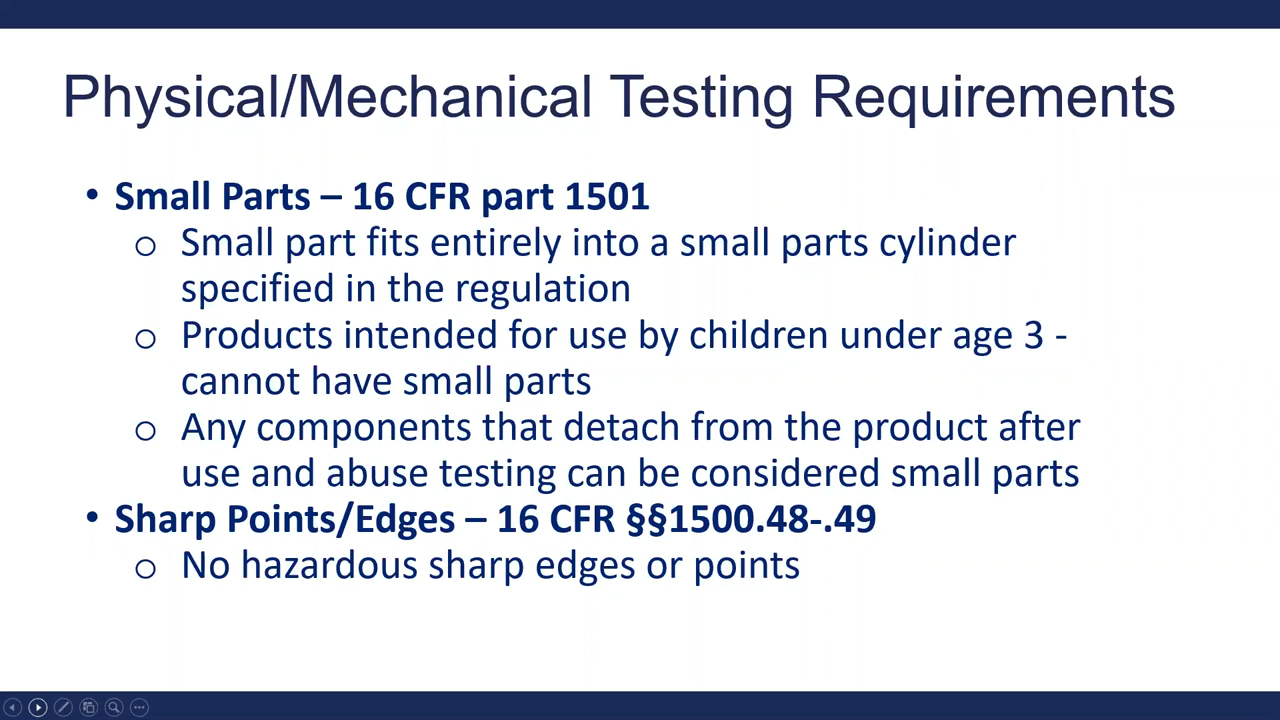 Physical/Mechanical Testing Requirements
• Small Parts – 16 CFR part 1501
o Small part fits entirely into a small parts cylinder
specified in the regulation
o Products intended for use by children under age 3 -
cannot have small parts
o Any components that detach from the product after
use and abuse testing can be considered small parts
• Sharp Points/Edges – 16 CFR §§1500.48-.49
o No hazardous sharp edges or points